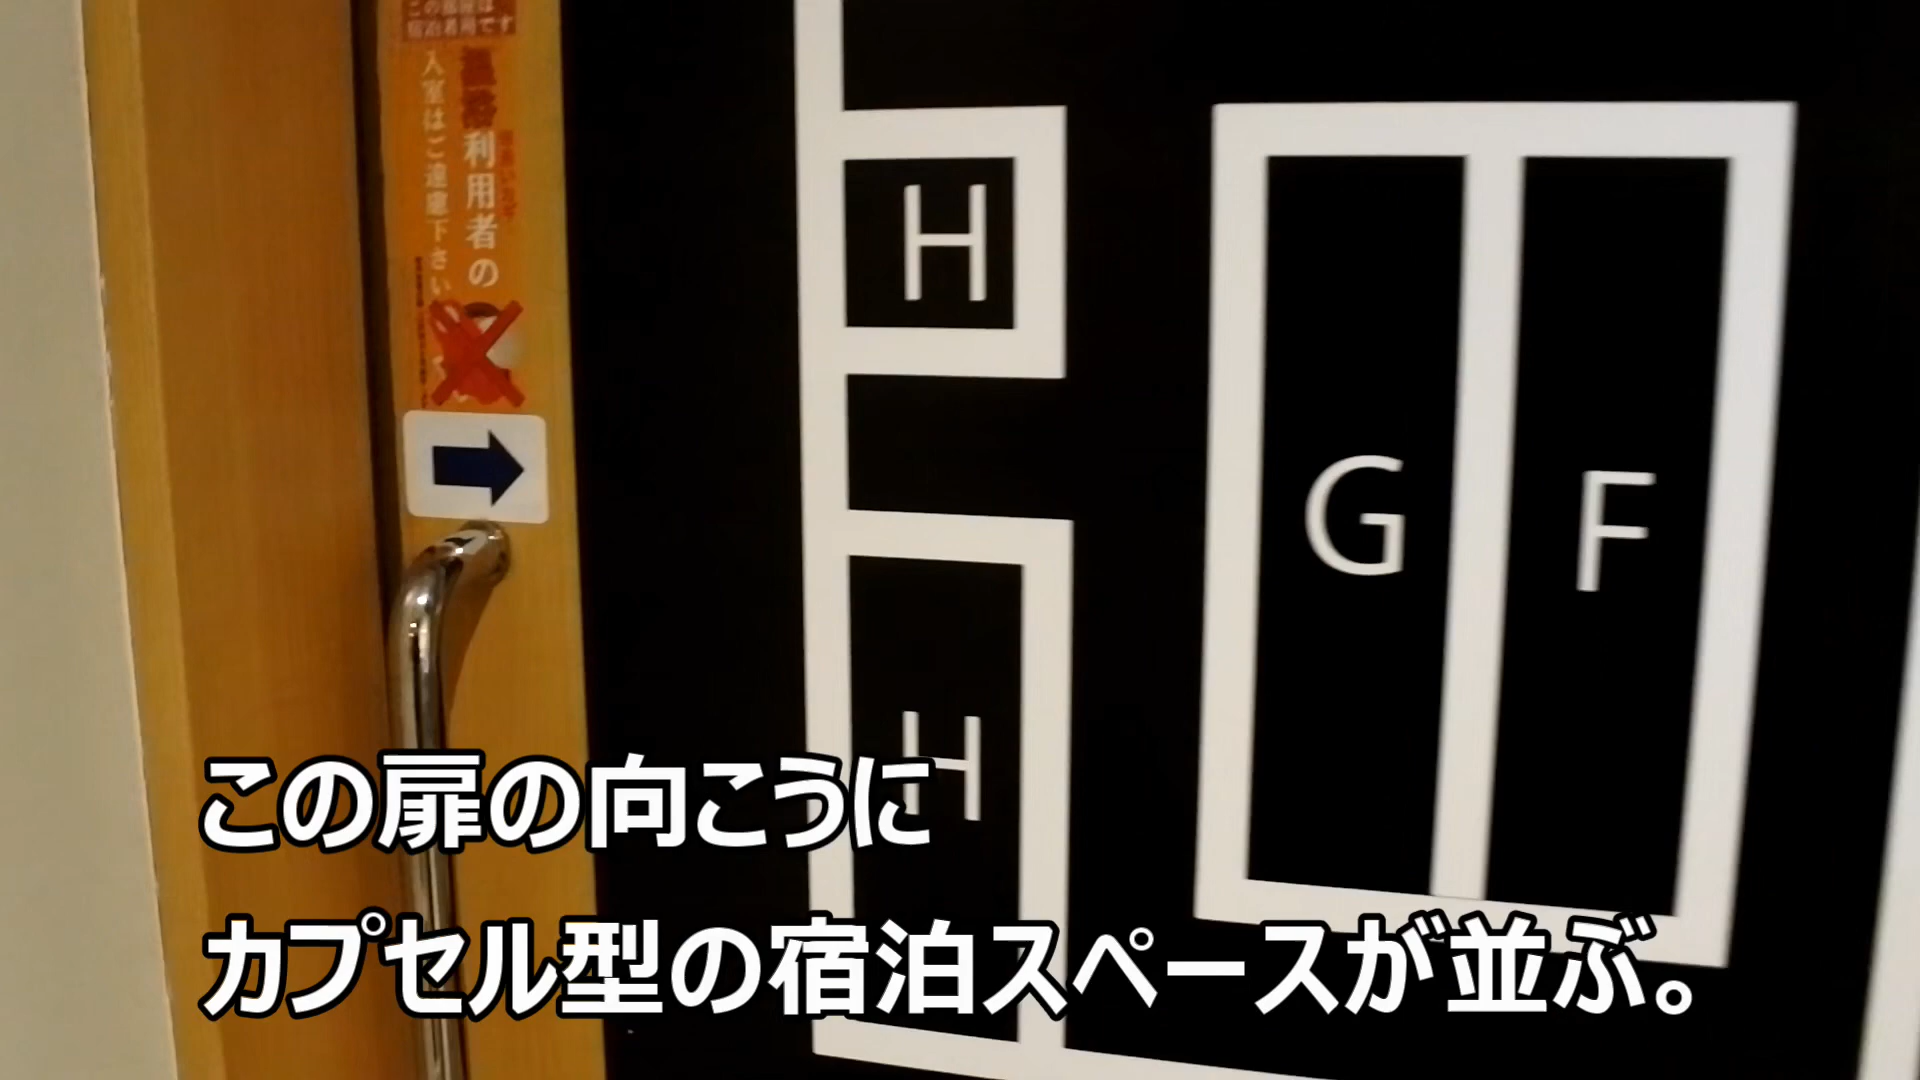 この部屋は
宿泊者用です
温浴利用者の
入室はご遠慮下さい
H
G
F
H
この扉の向こうに
カプセル型の宿泊スペースが並ぶ。